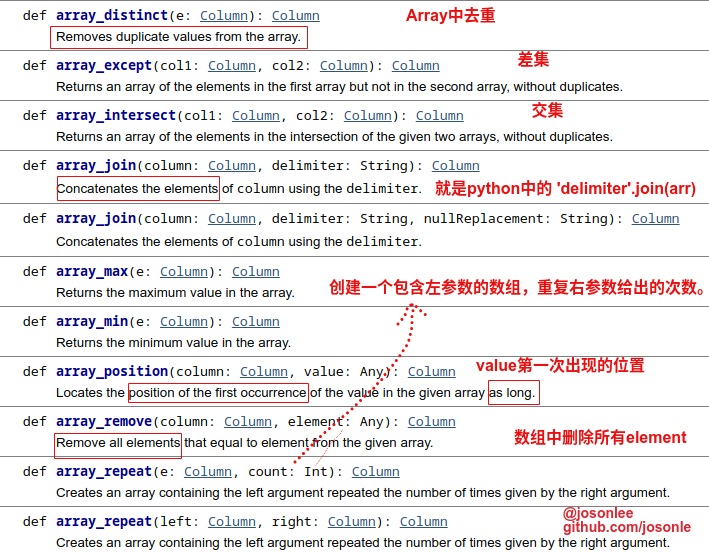 def array_distinct(e: Column): Column Array中去重
Removes duplicate values from the array.
def array_except(col1: Column, col2: Column): Column 差集
Returns an array of the elements in the first array but not in the second array, without duplicates.
def array_intersect(col1: Column, col2: Column): Column 交集
Returns an array of the elements in the intersection of the given two arrays, without duplicates.
def array_join(column: Column, delimiter: String): Column
Concatenates the elements of column using the delimiter. 就是python中的 'delimiter'.join(arr)
def array_join(column: Column, delimiter: String, nullReplacement: String): Column
Concatenates the elements of column using the delimiter.
def array_max(e: Column): Column
Returns the maximum value in the array. 创建一个包含左参数的数组，重复右参数给出的次数。
def array_min(e: Column): Column
Returns the minimum value in the array.
def array_position(column: Column, value: Any): Column value第一次出现的位置
Locates the position of the first occurrence of the value in the given array as long.
def array_remove(column: Column, element: Any): Column
Remove all elements that equal to element from the given array. 数组中删除所有element
def array_repeat(e: Column, count: Int): Column
Creates an array containing the left argument repeated the number of times given by the right argument.
def array_repeat(left: Column, right: Column): Column @josonlee
github.com/josonle
Creates an array containing the left argument repeated the number of times given by the right argument.